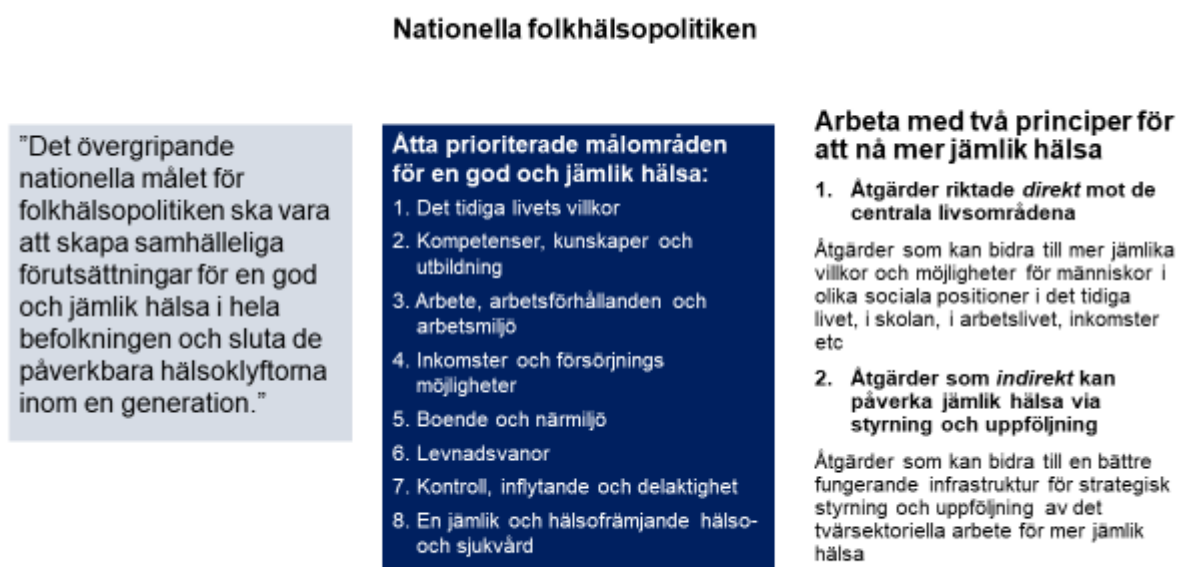 Nationella folkhälsopolitiken
”Det övergripande
nationella målet för
folkhälsopolitiken ska vara
att skapa samhälleliga
förutsättningar för en god
och jämlik hälsa i hela
befolkningen och sluta de
påverkbara hälsoklyftorna
inom en generation.”
Åtta prioriterade målområden
för en god och jämlik hälsa:
1. Det tidiga livets villkor
2. Kompetenser, kunskaper och
utbildning
3. Arbete, arbetsförhållanden och
arbetsmiljö
4. Inkomster och försörjnings
möjligheter
5. Boende och närmiljö
6. Levnadsvanor
7. Kontroll, inflytande och delaktighet
8. En jämlik och hälsofrämjande hälso-
och sjukvård
Arbeta med två principer för
att nå mer jämlik hälsa
1. Åtgärder riktade direkt mot de
centrala livsområdena
Åtgärder som kan bidra till mer jämlika
villkor och möjligheter för människor i
olika sociala positioner i det tidiga
livet, i skolan, i arbetslivet, inkomster
etc
2. Åtgärder som indirekt kan
påverka jämlik hälsa via
styrning och uppföljning
Åtgärder som kan bidra till en bättre
fungerande infrastruktur för strategisk
styrning och uppföljning av det
tvärsektoriella arbete för mer jämlik
hälsa